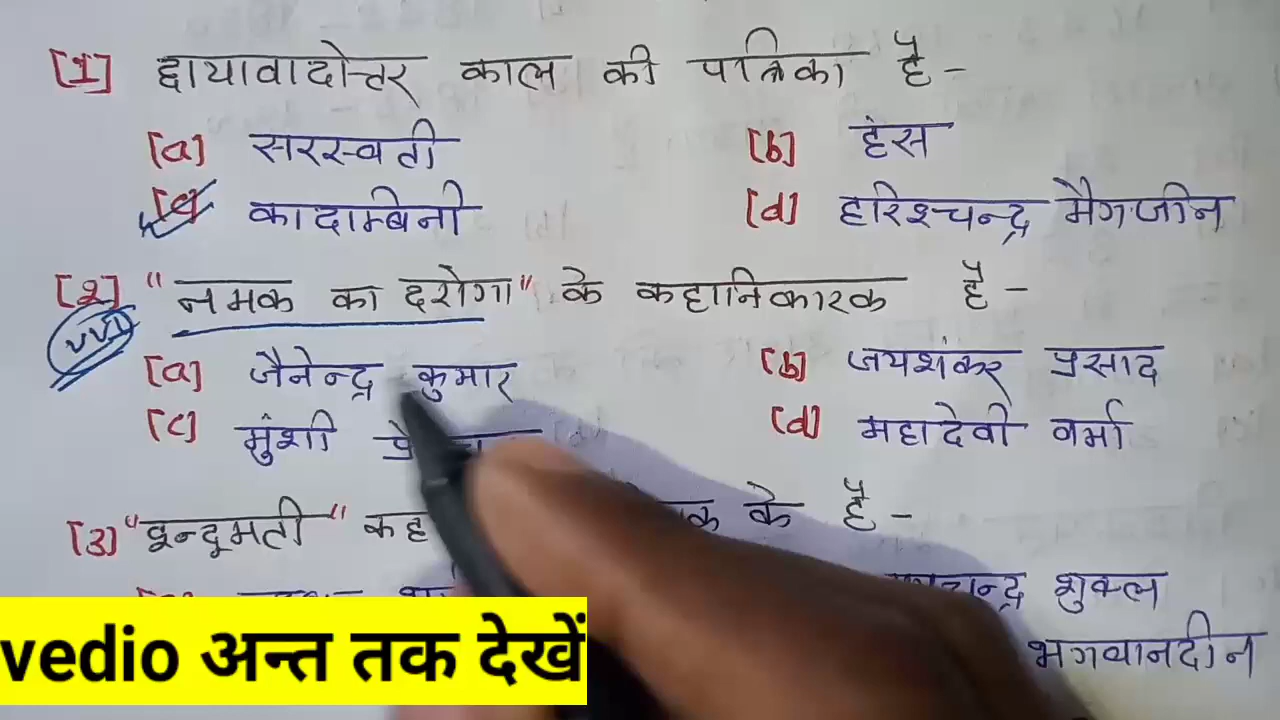 [1] छायावादोत्तर काल की पत्रिका है -
[a] सरस्वती [b] हंस
[c] कादाम्बिनी [d] हरिश्चन्द्र मैगजीन
[2] "नमक का दरोगा" के कहानिकारक है -
VVI
[a] जैनेन्द्र कुमार [b] जयशंकर प्रसाद
[c] मुंशी [d] महादेवी वर्मा
[3] "इन्दूमती" के है -
शुक्ल
भगवानदीन
vedio अन्त तक देखें